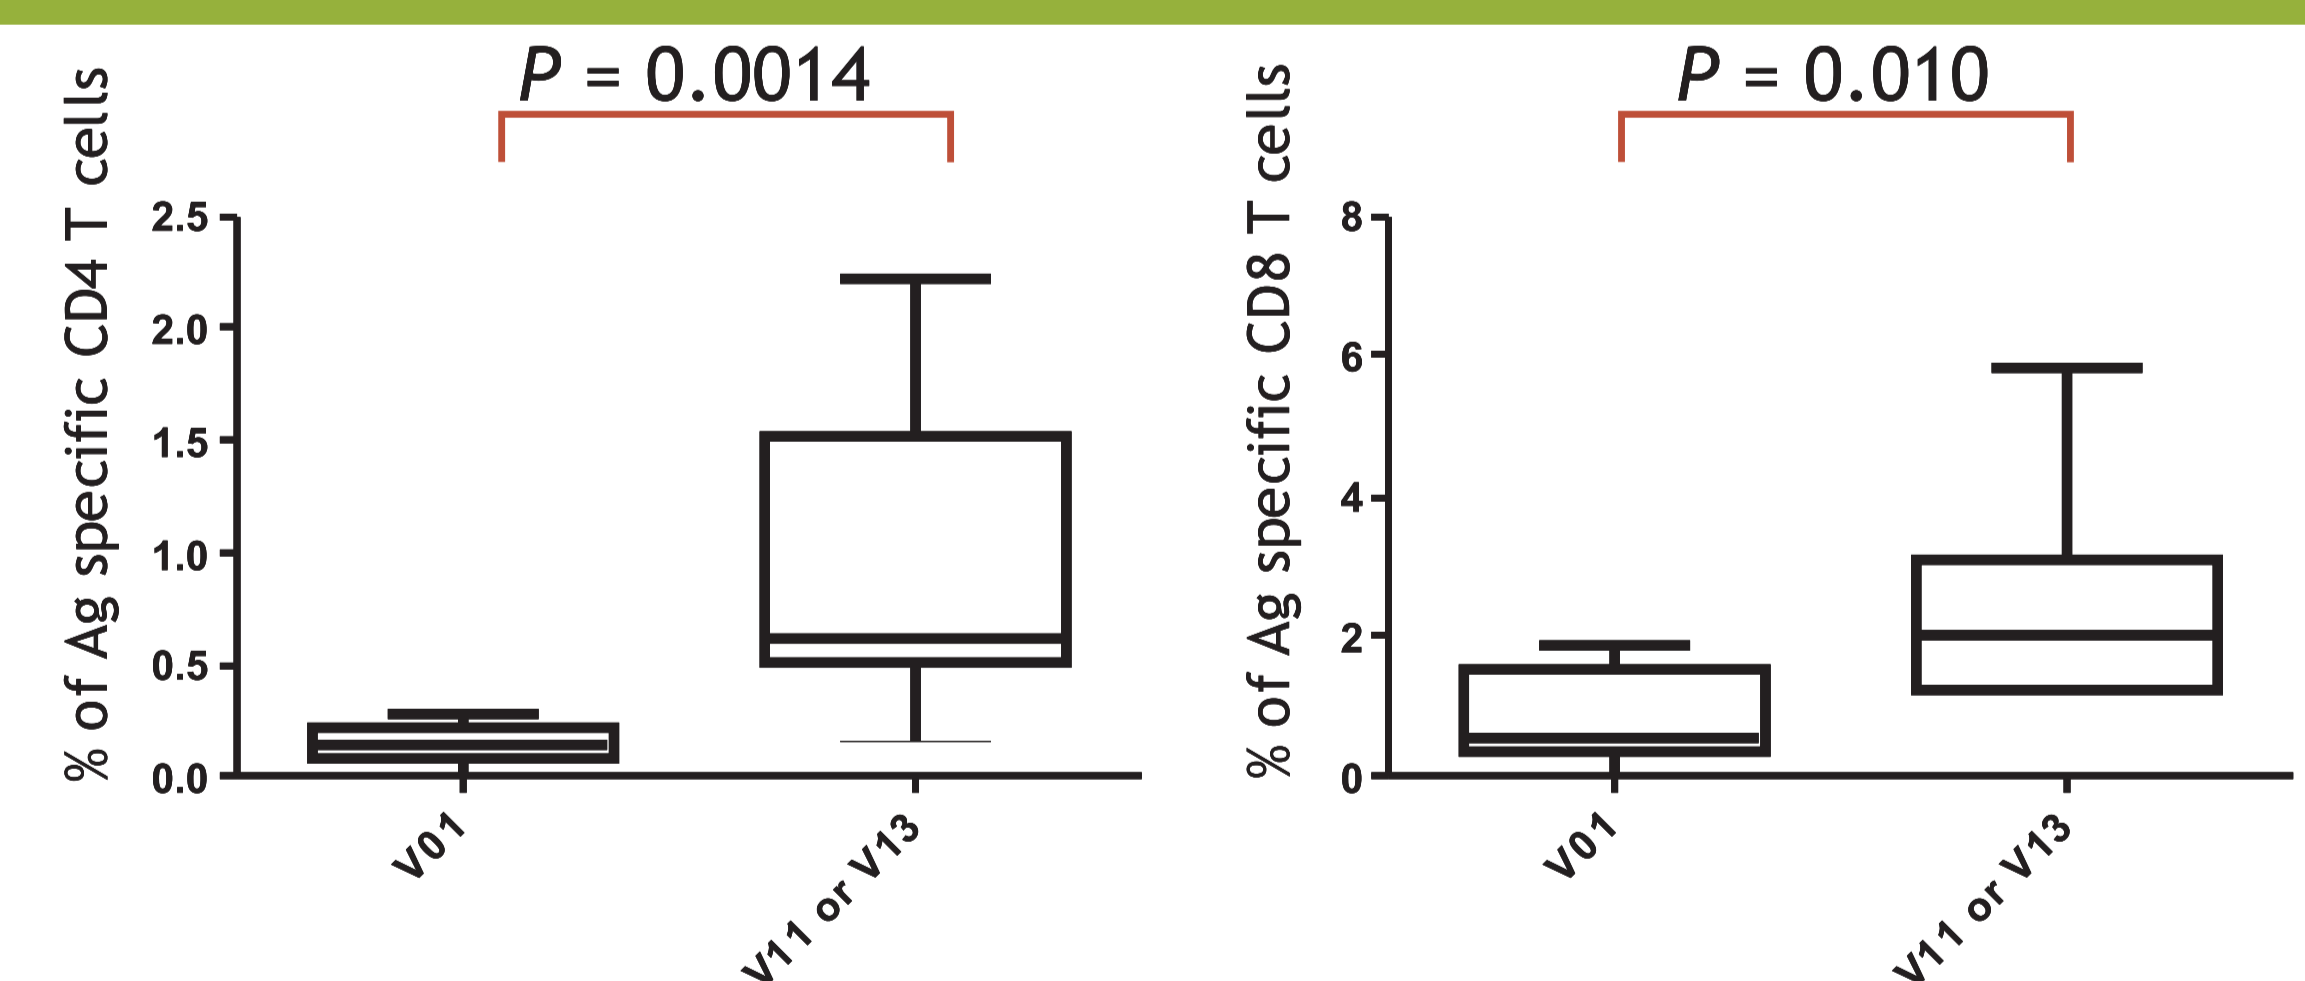 P = 0.0014
% of Ag specific CD4 T cells
2.5
2.0
1.5
1.0
0.5
0.0
V01
V11 or V13
P = 0.010
% of Ag specific CD8 T cells
8
6
4
2
0
V01
V11 or V13